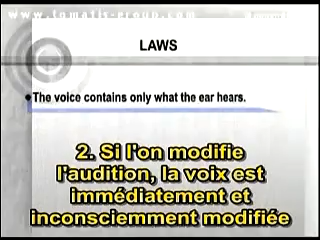 www.tomatis-group.com
LAWS
The voice contains only what the ear hears.
2. Si l'on modifie
l'audition, la voix est
immédiatement et
inconsciemment modifiée